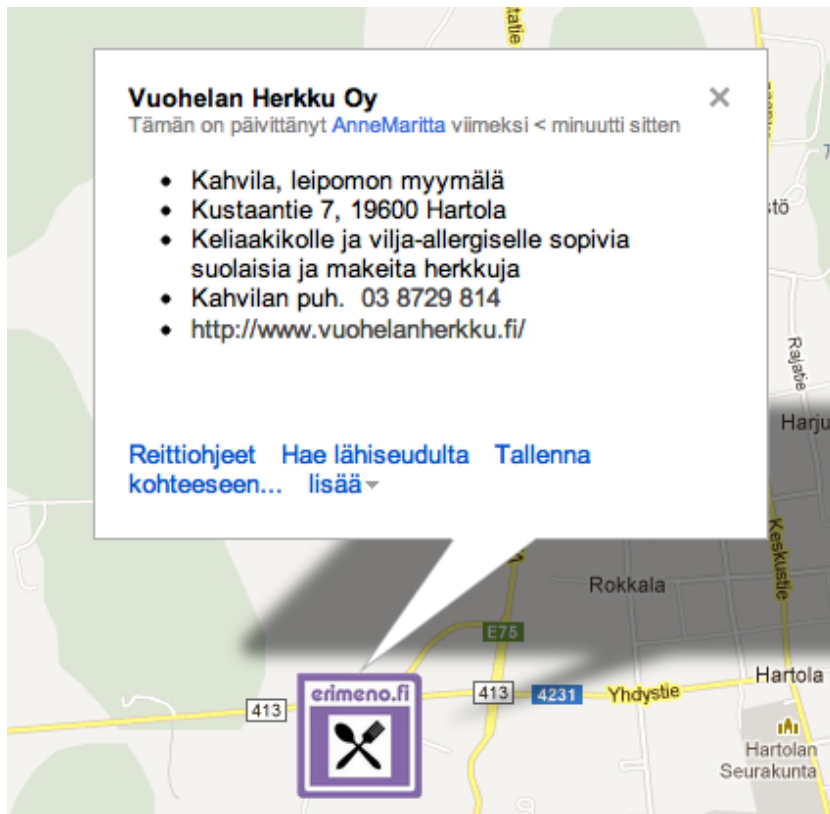 tatie
Vuohelan Herkku Oy
Tämän on päivittänyt AnneMaritta viimeksi < minuutti sitten
• Kahvila, leipomon myymälä
• Kustaantie 7, 19600 Hartola
• Keliaakikolle ja vilja-allergiselle sopivia
suolaisia ja makeita herkkuja
• Kahvilan puh. 03 8729 814
• http://www.vuohelanherkku.fi/
Reittiohjeet Hae lähiseudulta Tallenna
kohteeseen... lisää
stö
Rajatie
Harju
Keskustie
Rokkala
E75
erimeno.fi
413
413
4231
Yhdystie
Hartola
Hartolan
Seurakunta